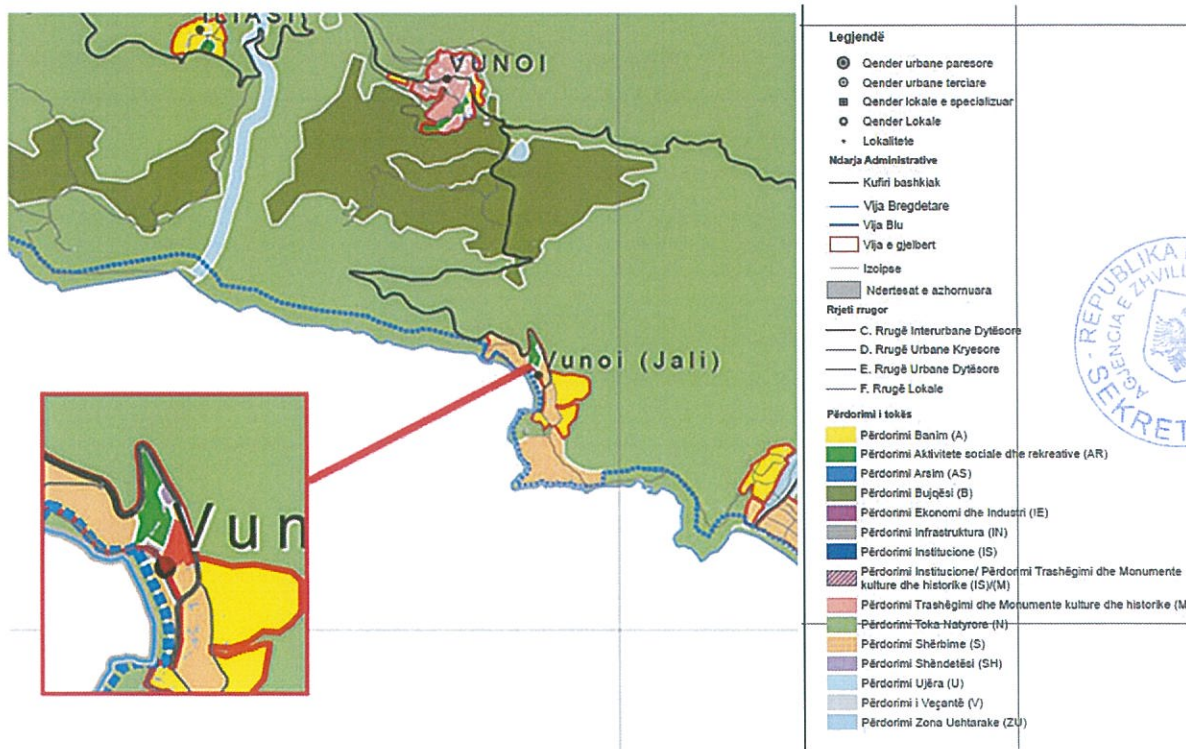 ILIASI
VUNOI
Vunoi (Jali)
Vun
Legjendë
Qender urbane paresore
Qender urbane terciare
Qender lokale e specializuar
Qender Lokale
Lokalitete
Ndarja Administrative
Kufiri bashkiak
Vija Bregdetare
Vija Blu
Vija e gjelbert
Izoipse
Ndertesat e azhornuara
Rrjeti rrugor
C. Rrugë Interurbane Dytësore
D. Rrugë Urbane Kryesore
E. Rrugë Urbane Dytësore
F. Rrugë Lokale
Përdorimi i tokës
Përdorimi Banim (A)
Përdorimi Aktivitete sociale dhe rekreative (AR)
Përdorimi Arsim (AS)
Përdorimi Bujqësi (B)
Përdorimi Ekonomi dhe Industri (IE)
Përdorimi Infrastruktura (IN)
Përdorimi Institucione (IS)
Përdorimi Institucione/ Përdorimi Trashëgimi dhe Monumente
kulture dhe historike (IS)/(M)
Përdorimi Trashëgimi dhe Monumente kulture dhe historike (M
Përdorimi Toka Natyrore (N)
Përdorimi Shërbime (S)
Përdorimi Shëndetësi (SH)
Përdorimi Ujëra (U)
Përdorimi i Veçantë (V)
Përdorimi Zona Ushtarake (ZU)
REPUBLIKA
AGJENCIA E ZHVILL
SEKRET